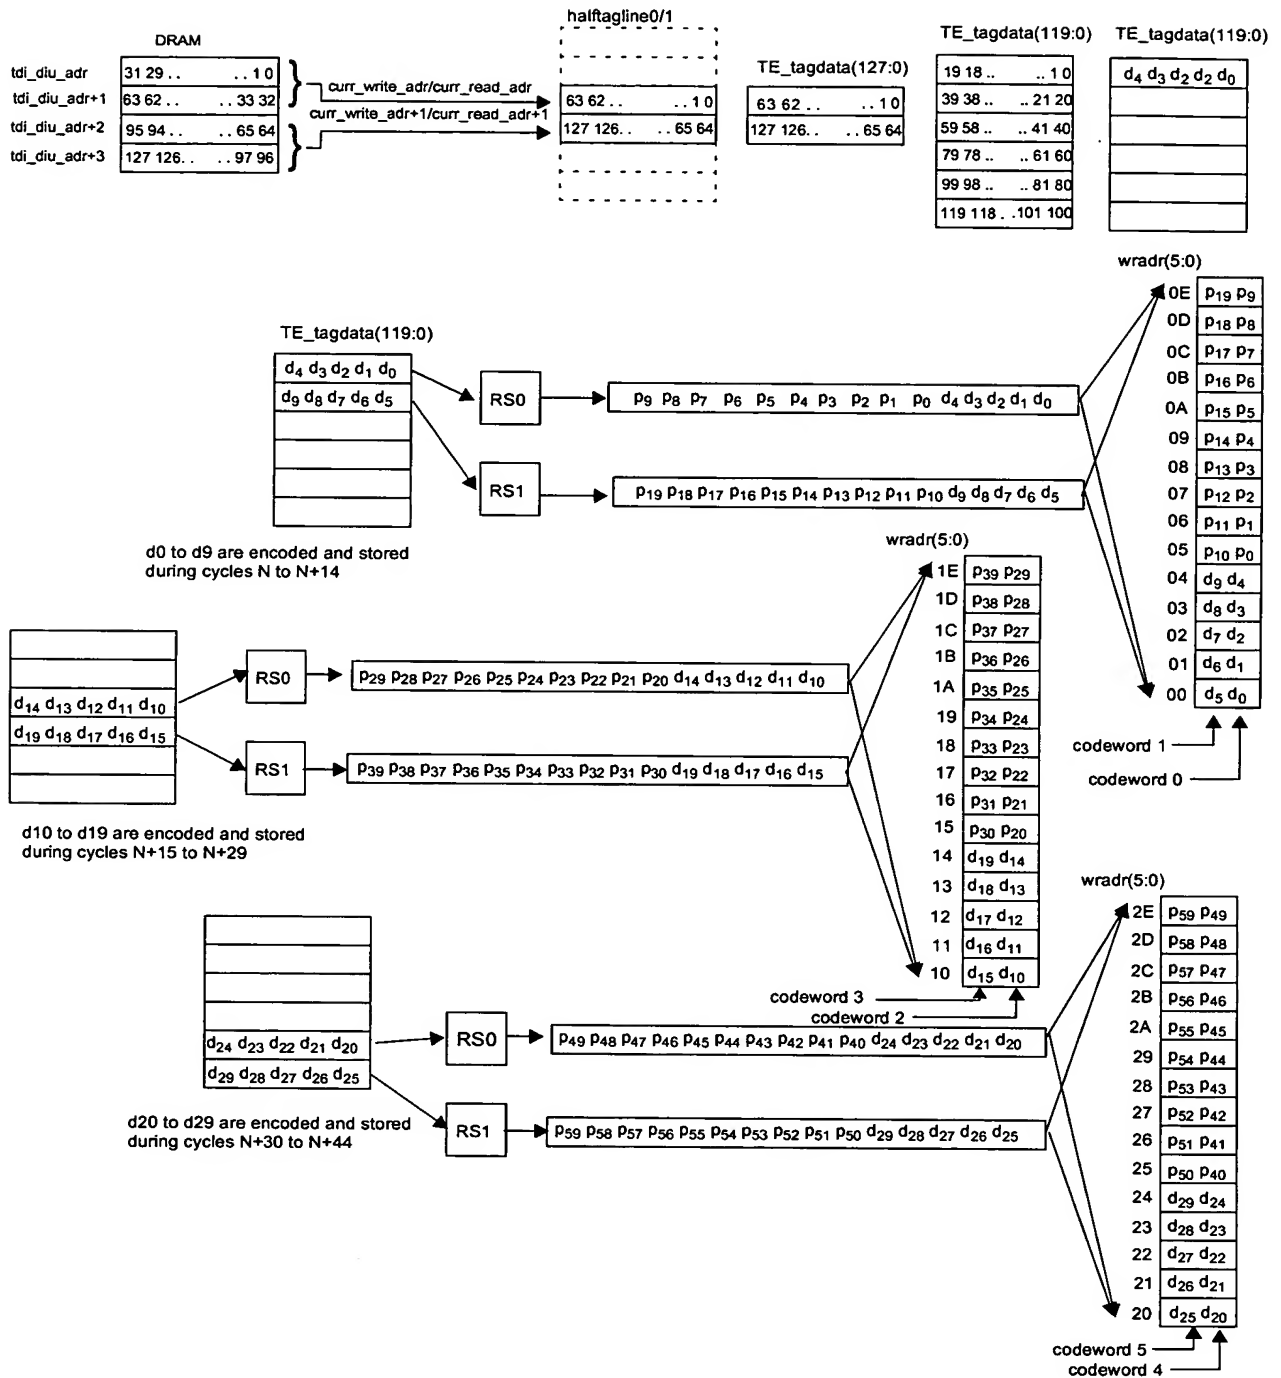 halftagline0/1
DRAM
tdi_diu_adr
31 29 . . . . 1 0
tdi_diu_adr+1
63 62 . . . . 33 32
tdi_diu_adr+2
95 94 . . . . 65 64
tdi_diu_adr+3
127 126. . . . 97 96
curr_write_adr/curr_read_adr
curr_write_adr+1/curr_read_adr+1
63 62 . . . . 1 0
127 126. . . . 65 64
TE_tagdata(127:0)
63 62 . . . . 1 0
127 126. . . . 65 64
TE_tagdata(119:0)
19 18 . . . . 1 0
39 38 . . . . 21 20
59 58 . . . . 41 40
79 78 . . . . 61 60
99 98 . . . . 81 80
119 118 . . 101 100
TE_tagdata(119:0)
d4 d3 d2 d2 d0
TE_tagdata(119:0)
d4 d3 d2 d1 d0
d9 d8 d7 d6 d5
RS0
p9 p8 p7 p6 p5 p4 p3 p2 p1 p0 d4 d3 d2 d1 d0
RS1
p19 p18 p17 p16 p15 p14 p13 p12 p11 p10 d9 d8 d7 d6 d5
d0 to d9 are encoded and stored
during cycles N to N+14
wradr(5:0)
0E p19 p9
0D p18 p8
0C p17 p7
0B p16 p6
0A p15 p5
09 p14 p4
08 p13 p3
07 p12 p2
06 p11 p1
05 p10 p0
04 d9 d4
03 d8 d3
02 d7 d2
01 d6 d1
00 d5 d0
codeword 1
codeword 0
d14 d13 d12 d11 d10
d19 d18 d17 d16 d15
RS0
p29 p28 p27 p26 p25 p24 p23 p22 p21 p20 d14 d13 d12 d11 d10
RS1
p39 p38 p37 p36 p35 p34 p33 p32 p31 p30 d19 d18 d17 d16 d15
d10 to d19 are encoded and stored
during cycles N+15 to N+29
wradr(5:0)
1E p39 p29
1D p38 p28
1C p37 p27
1B p36 p26
1A p35 p25
19 p34 p24
18 p33 p23
17 p32 p22
16 p31 p21
15 p30 p20
14 d19 d14
13 d18 d13
12 d17 d12
11 d16 d11
10 d15 d10
codeword 3
codeword 2
d24 d23 d22 d21 d20
d29 d28 d27 d26 d25
RS0
p49 p48 p47 p46 p45 p44 p43 p42 p41 p40 d24 d23 d22 d21 d20
RS1
p59 p58 p57 p56 p55 p54 p53 p52 p51 p50 d29 d28 d27 d26 d25
d20 to d29 are encoded and stored
during cycles N+30 to N+44
wradr(5:0)
2E p59 p49
2D p58 p48
2C p57 p47
2B p56 p46
2A p55 p45
29 p54 p44
28 p53 p43
27 p52 p42
26 p51 p41
25 p50 p40
24 d29 d24
23 d28 d23
22 d27 d22
21 d26 d21
20 d25 d20
codeword 5
codeword 4